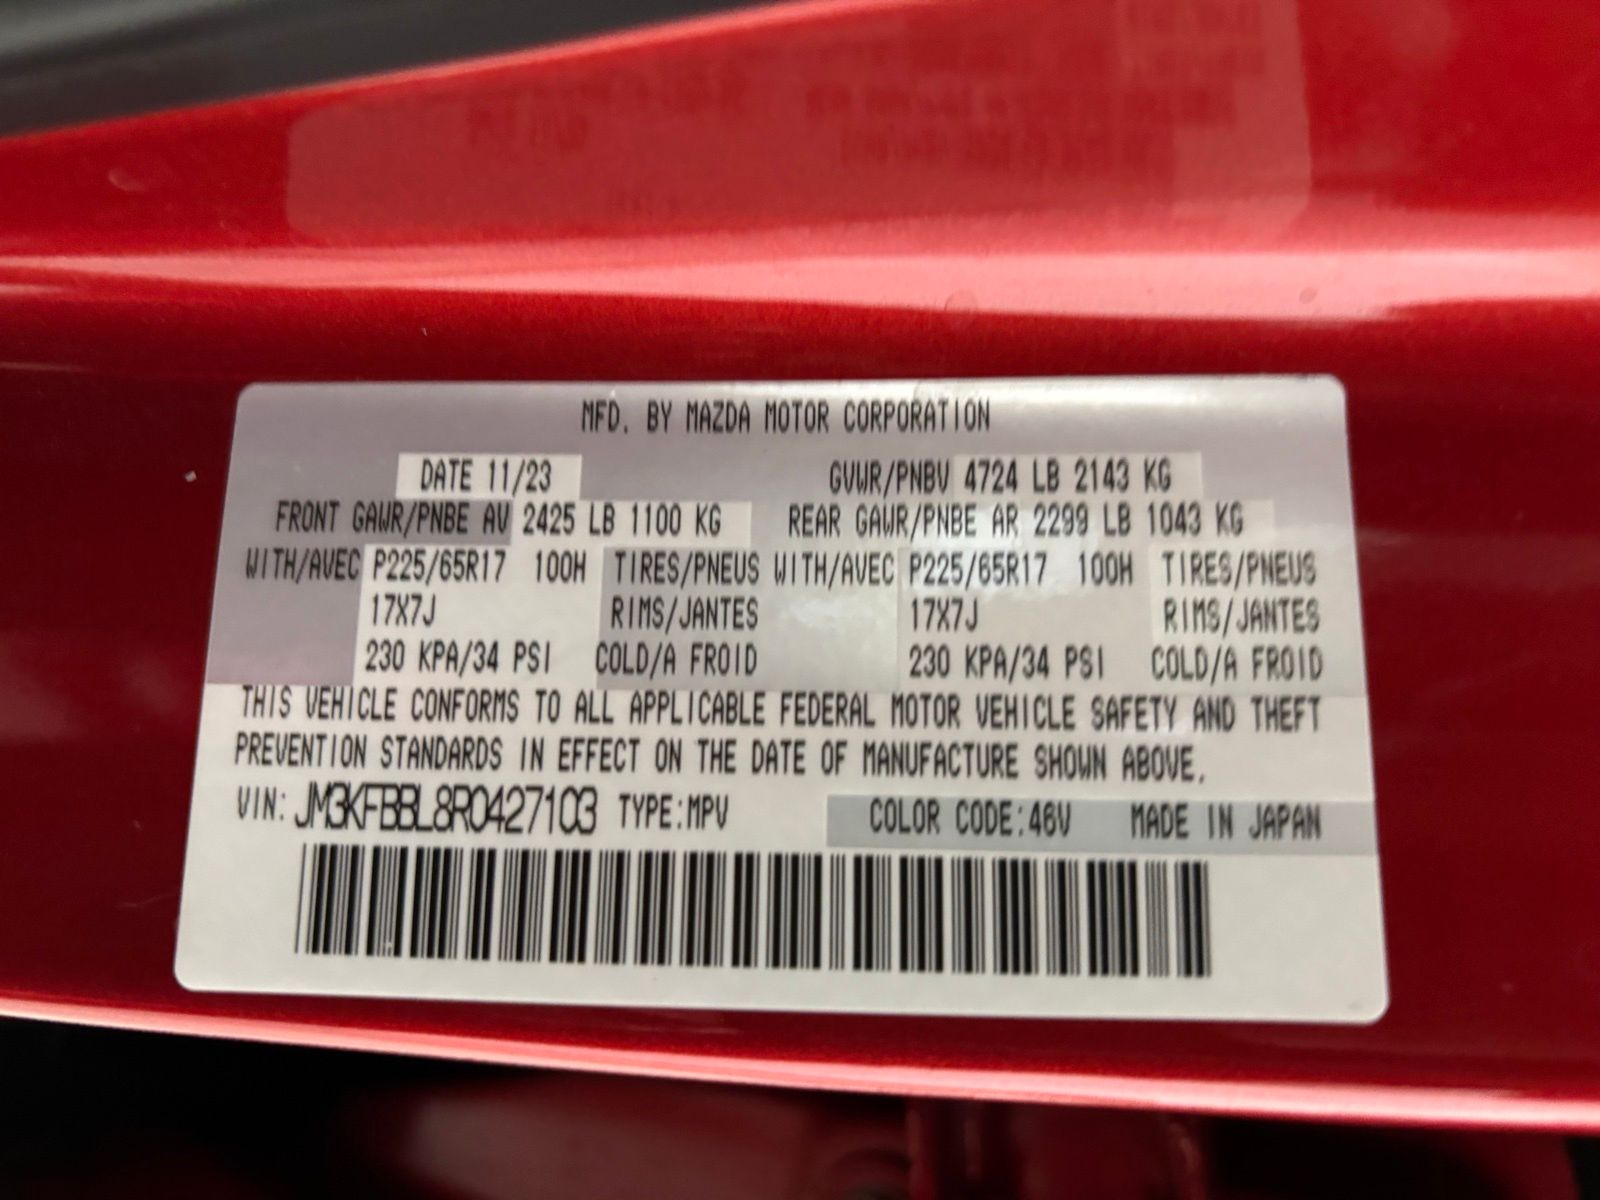 MFD. BY MAZDA MOTOR CORPORATION
DATE 11/23 GVWR/PNBV 4724 LB 2143 KG
FRONT GAWR/PNBE AV 2425 LB 1100 KG REAR GAWR/PNBE AR 2299 LB 1043 KG
WITH/AVEC P225/65R17 100H TIRES/PNEUS WITH/AVEC P225/65R17 100H TIRES/PNEUS
17X7J RIMS/JANTES 17X7J RIMS/JANTES
230 KPA/34 PSI COLD/A FROID 230 KPA/34 PSI COLD/A FROID
THIS VEHICLE CONFORMS TO ALL APPLICABLE FEDERAL MOTOR VEHICLE SAFETY AND THEFT
PREVENTION STANDARDS IN EFFECT ON THE DATE OF MANUFACTURE SHOWN ABOVE.
VIN: JM3KFBBL8R0427103 TYPE:MPV COLOR CODE:46V MADE IN JAPAN